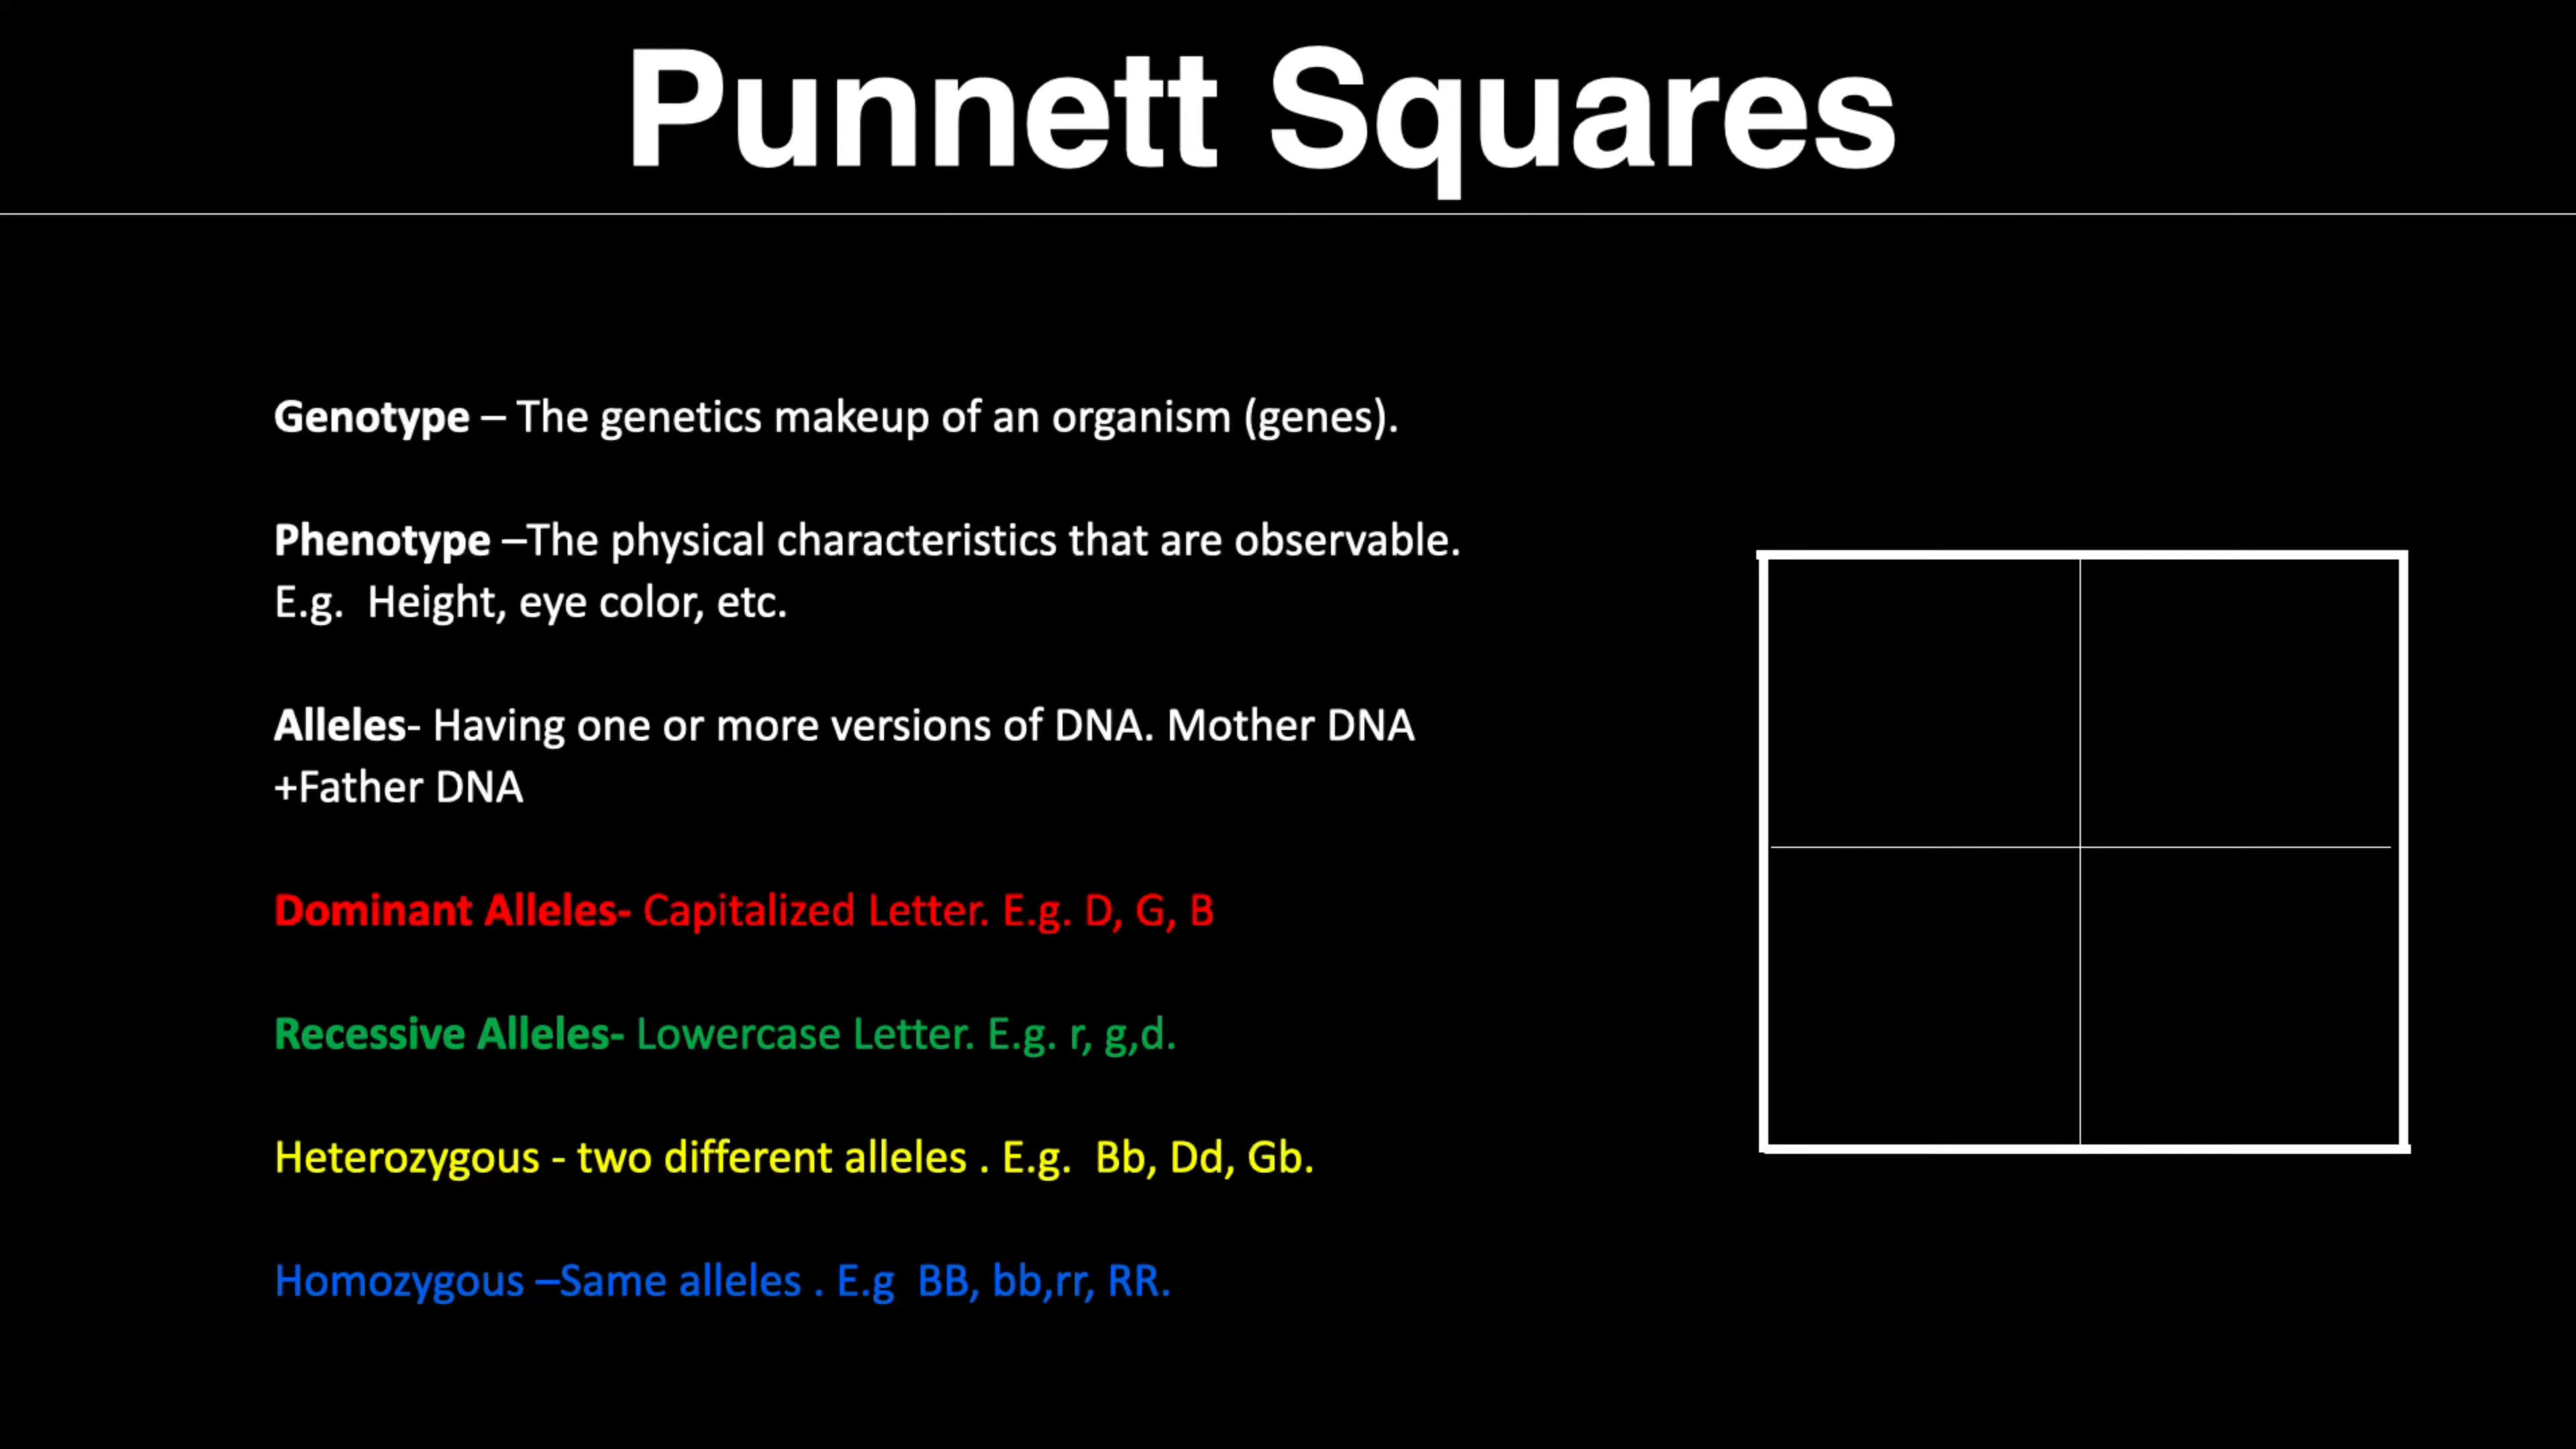 Punnett Squares
Genotype – The genetics makeup of an organism (genes).
Phenotype –The physical characteristics that are observable.
E.g.  Height, eye color, etc.
Alleles- Having one or more versions of DNA. Mother DNA
+Father DNA
Dominant Alleles- Capitalized Letter. E.g. D, G, B
Recessive Alleles- Lowercase Letter. E.g. r, g,d.
Heterozygous - two different alleles . E.g.  Bb, Dd, Gb.
Homozygous –Same alleles . E.g  BB, bb,rr, RR.